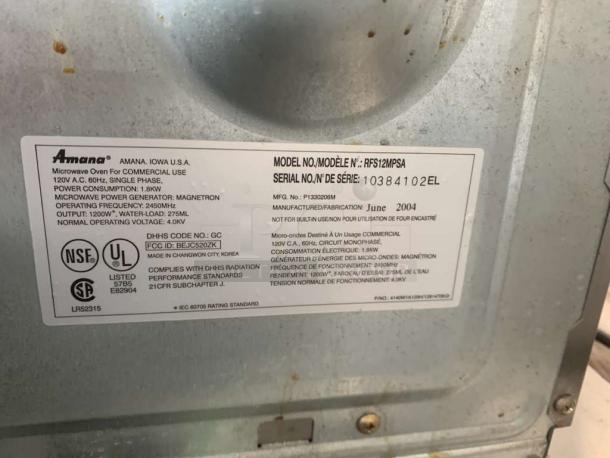 Amana® AMANA. IOWA U.S.A.
Microwave Oven For COMMERCIAL USE
120V A.C. 60Hz, SINGLE PHASE,
POWER CONSUMPTION: 1.8KW
MICROWAVE POWER GENERATOR: MAGNETRON
OPERATING FREQUENCY: 2450MHz
OUTPUT: 1200W*, WATER-LOAD: 275ML
NORMAL OPERATING VOLTAGE: 4.0KV
NSF®
UL®
LISTED
57B5
E82904
SA
LR52315
DHHS CODE NO.: GC
FCC ID: BEJC520ZK
MADE IN CHANGWON CITY, KOREA
COMPLIES WITH DHHS RADIATION
PERFORMANCE STANDARDS
21CFR SUBCHAPTER J.
* IEC 60705 RATING STANDARD
MODEL NO./MODÈLE N°.: RFS12MPSA
SERIAL NO./N° DE SÉRIE: 10384102EL
MFG. No.: P1330206M
MANUFACTURED/FABRICATION: June 2004
NOT FOR BUILT-IN USE/NON POUR UTILISATION DE FOUR ENCASTRÉ
Micro-ondes Destiné À Un Usage COMMERCIAL
120V C.A., 60Hz, CIRCUIT MONOPHASÉ,
CONSOMMATION ÉLECTRIQUE: 1.8KW
GÉNÉRATEUR D'ÉNERGIE DES MICRO-ONDES: MAGNÉTRON
FRÉQUENCE DE FONCTIONNEMENT: 2450MHz
RENDEMENT: 1200W*, FARDEAU D'ESSAI: 275ML DE L'EAU
TENSION NORMALE DE FONCTIONNEMENT: 4.0KV
P/NO.: